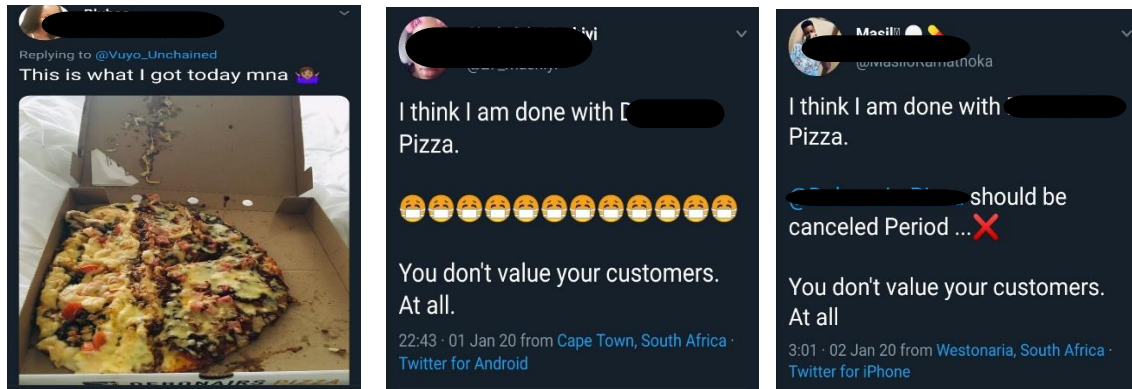 Replying to @Vuyo_Unchained
This is what I got today mna 🤷🏾‍♀️
DEBONAIRS PIZZA
I think I am done with D
Pizza.
😷😷😷😷😷😷😷😷😷😷😷😷
You don't value your customers.
At all.
22:43 · 01 Jan 20 from Cape Town, South Africa ·
Twitter for Android
Masil
I think I am done with
Pizza.
should be
canceled Period ...❌
You don't value your customers.
At all
3:01 · 02 Jan 20 from Westonaria, South Africa ·
Twitter for iPhone